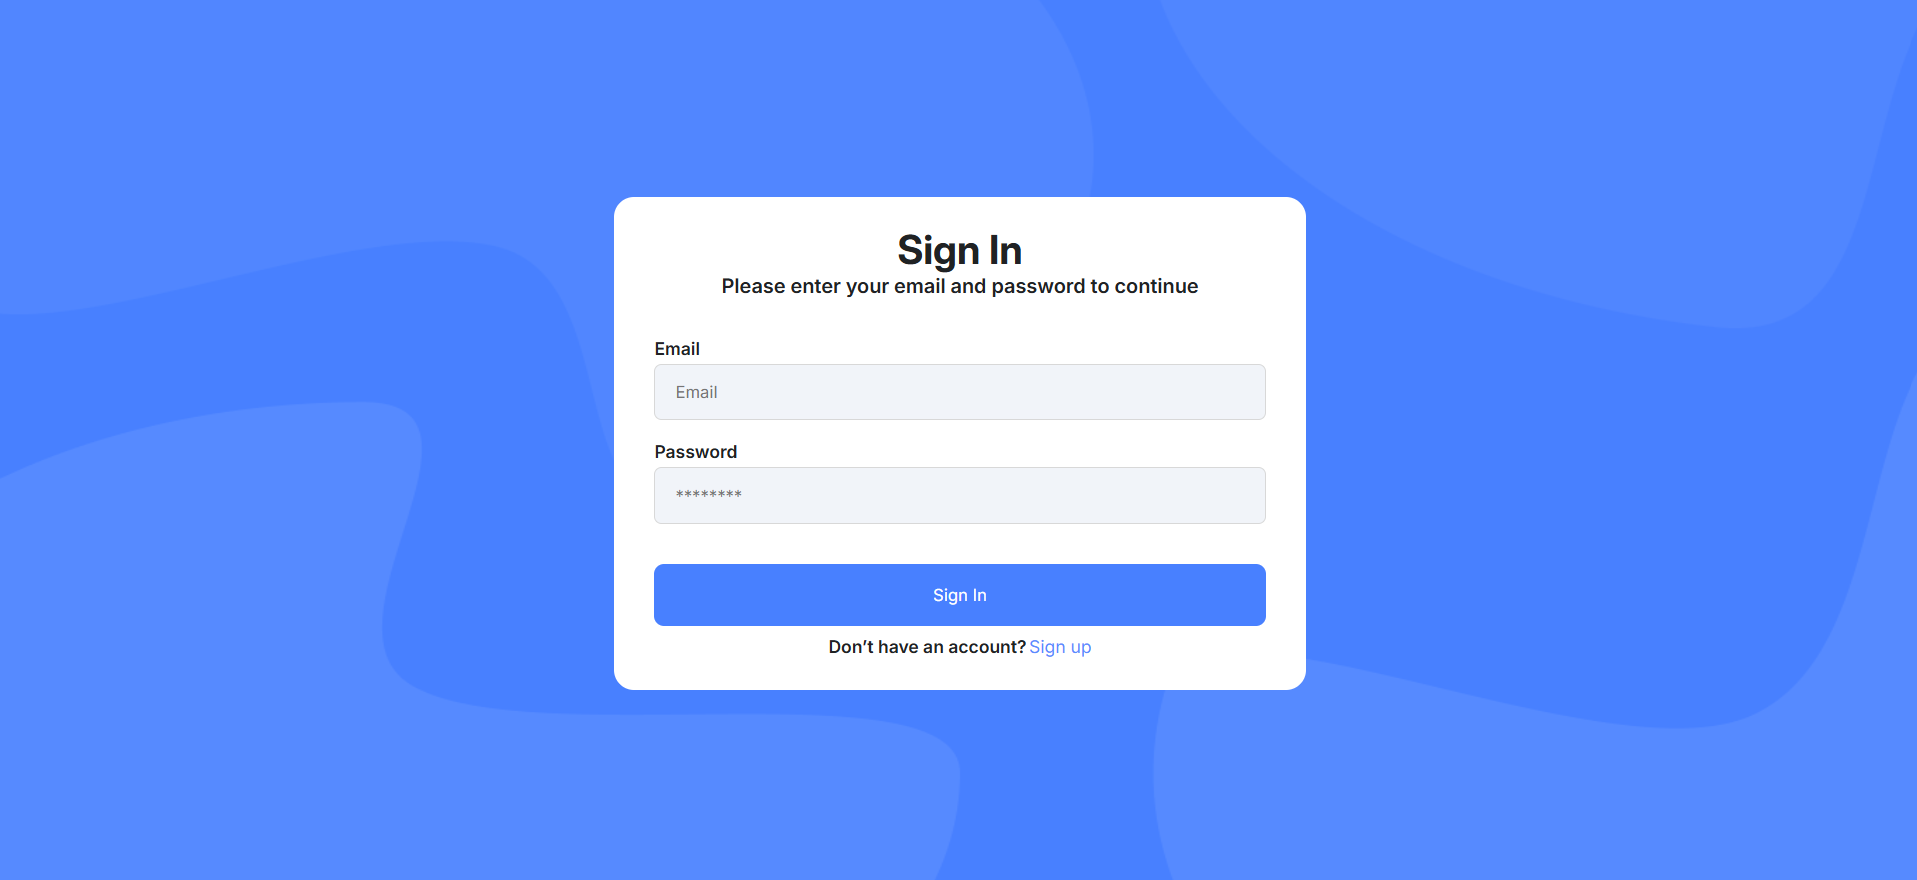 Sign In
Please enter your email and password to continue
Email
Email
Password
********
Sign In
Don’t have an account? Sign up